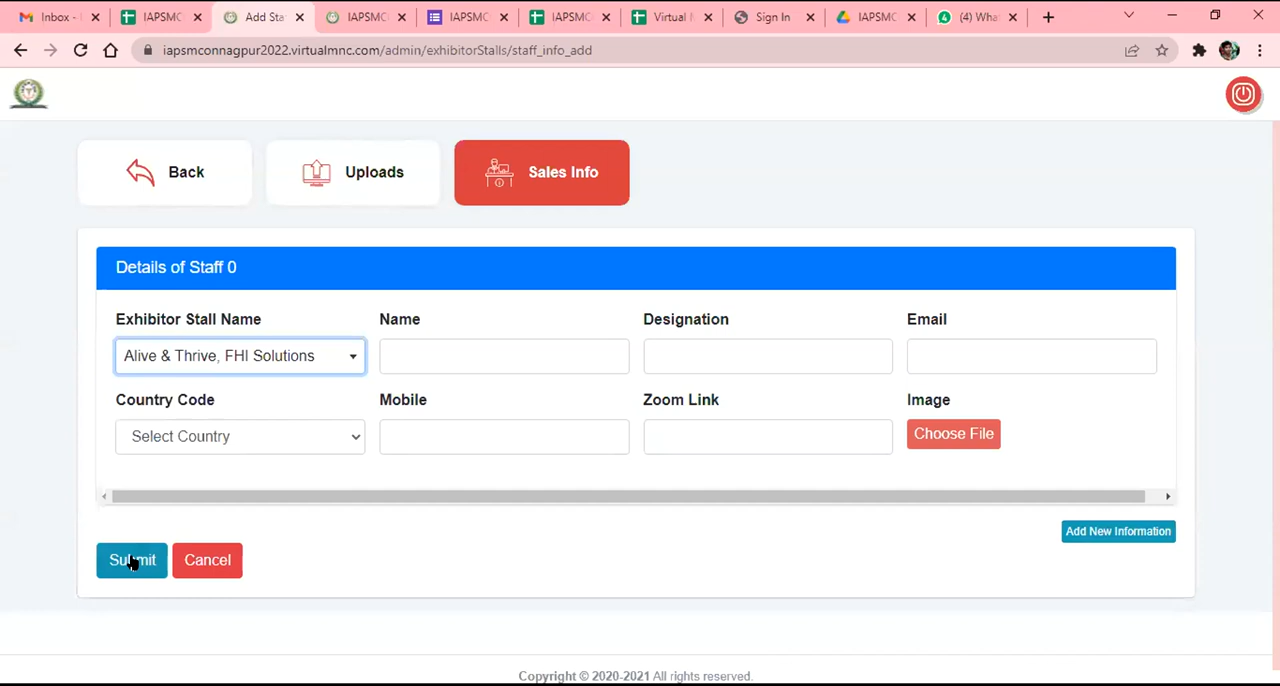 Inbox -
IAPSMC
Add Sta
IAPSMC
IAPSMC
IAPSMC
Virtual M
Sign In
IAPSMC
(4) Wha
iapsmconnagpur2022.virtualmnc.com/admin/exhibitorStalls/staff_info_add
Back
Uploads
Sales Info
Details of Staff 0
Exhibitor Stall Name
Name
Designation
Email
Alive & Thrive, FHI Solutions
Country Code
Mobile
Zoom Link
Image
Select Country
Choose File
Add New Information
Submit
Cancel
Copyright © 2020-2021 All rights reserved.